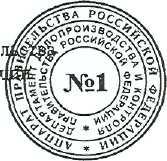 АППАРАТ ПРАВИТЕЛЬСТВА РОССИЙСКОЙ ФЕДЕРАЦИИ
ДЕПАРТАМЕНТ ДЕЛОПРОИЗВОДСТВА И КОНТРОЛЯ
ПРАВИТЕЛЬСТВА РОССИЙСКОЙ ФЕДЕРАЦИИ
№1